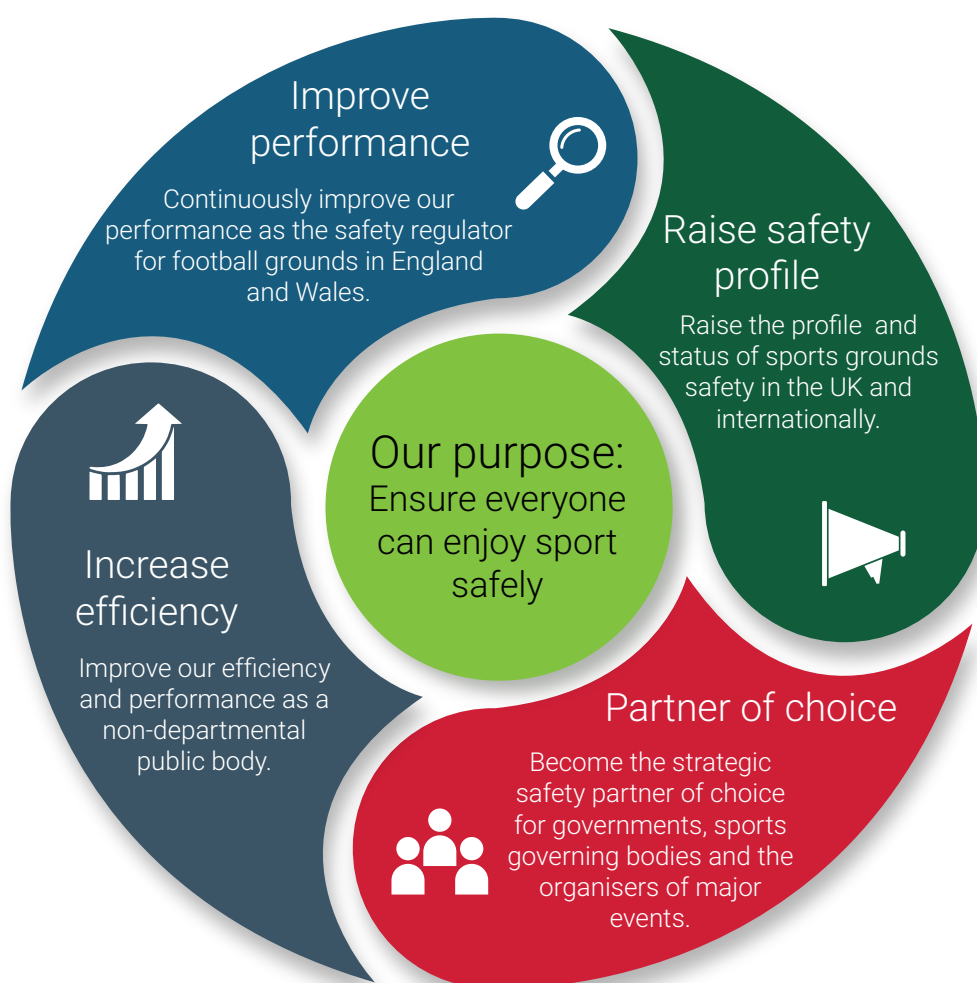 Improve
performance
Continuously improve our
performance as the safety regulator
for football grounds in England
and Wales.
Raise safety
profile
Raise the profile and
status of sports grounds
safety in the UK and
internationally.
Our purpose:
Ensure everyone
can enjoy sport
safely
Increase
efficiency
Improve our efficiency
and performance as a
non-departmental
public body.
Partner of choice
Become the strategic
safety partner of choice
for governments, sports
governing bodies and the
organisers of major
events.